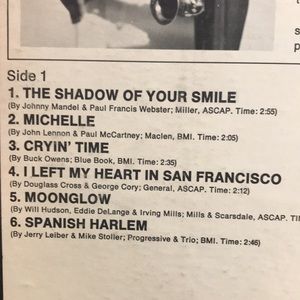 Side 1
1. THE SHADOW OF YOUR SMILE
(By Johnny Mandel & Paul Francis Webster; Miller, ASCAP. Time: 2:55)
2. MICHELLE
(By John Lennon & Paul McCartney; Maclen, BMI. Time: 2:05)
3. CRYIN' TIME
(By Buck Owens; Blue Book, BMI. Time: 2:35)
4. I LEFT MY HEART IN SAN FRANCISCO
(By Douglass Cross & George Cory; General, ASCAP. Time: 2:12)
5. MOONGLOW
(By Will Hudson, Eddie DeLange & Irving Mills; Mills & Scarsdale, ASCAP.
6. SPANISH HARLEM
(By Jerry Leiber & Mike Stoller; Progressive & Trio; BMI. Time: 2:46)